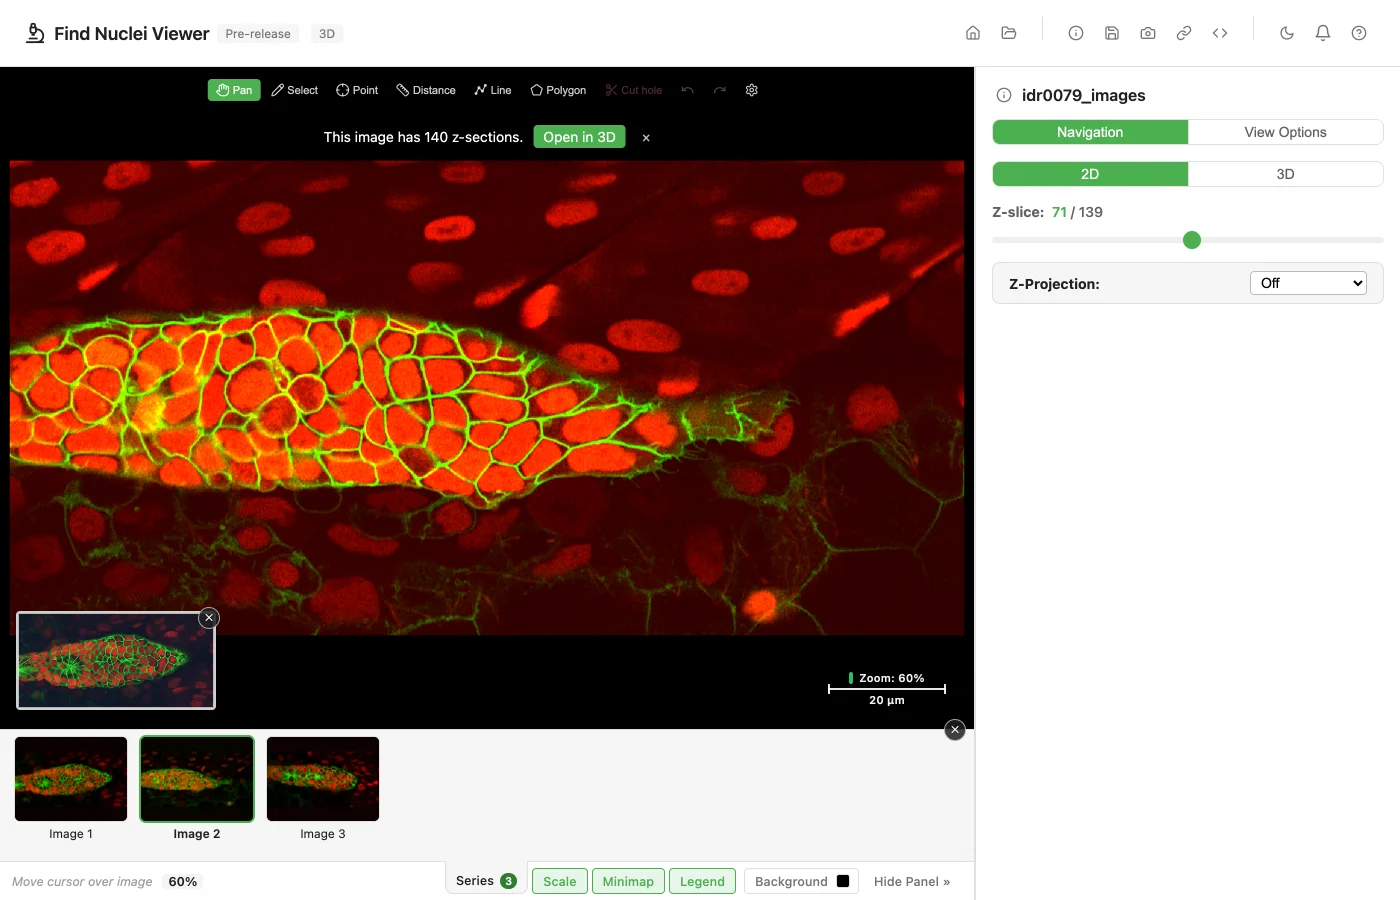 Find Nuclei Viewer Pre-release 3D
Pan Select Point Distance Line Polygon Cut hole
This image has 140 z-sections. Open in 3D ×
Zoom: 60%
20 µm
Image 1 Image 2 Image 3
Move cursor over image 60% Series 3 Scale Minimap Legend Background Hide Panel »
idr0079_images
Navigation View Options
2D 3D
Z-slice: 71 / 139
Z-Projection: Off